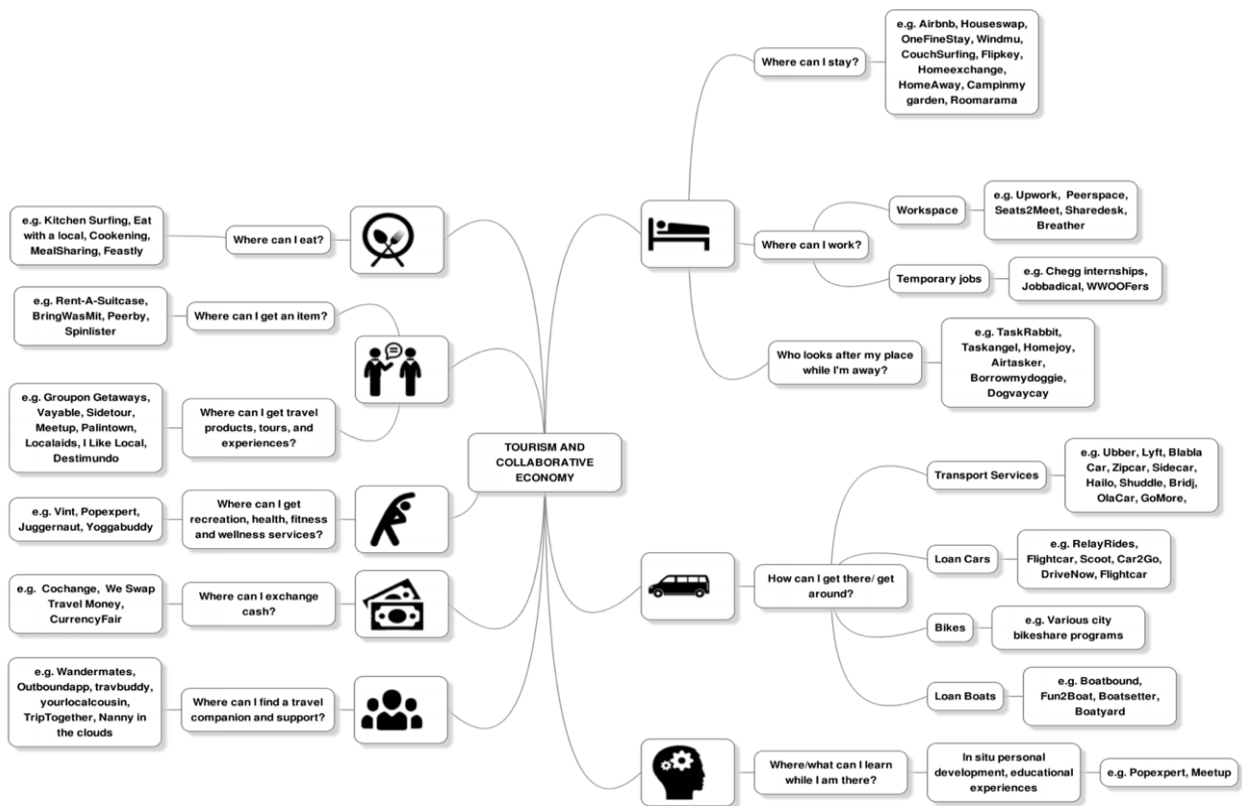 e.g. Airbnb, Houseswap,
OneFineStay, Windmu,
CouchSurfing, Flipkey,
Homeexchange,
HomeAway, Campinmy
garden, Roomarama
Where can I stay?
e.g. Upwork, Peerspace,
Seats2Meet, Sharedesk,
Breather
Workspace
Where can I work?
Temporary jobs
e.g. Chegg internships,
Jobbadical, WWOOFers
Who looks after my place
while I'm away?
e.g. TaskRabbit,
Taskangel, Homejoy,
Airtasker,
Borrowmydoggie,
Dogvaycay
e.g. Kitchen Surfing, Eat
with a local, Cookening,
MealSharing, Feastly
Where can I eat?
e.g. Rent-A-Suitcase,
BringWasMit, Peerby,
Spinlister
Where can I get an item?
e.g. Groupon Getaways,
Vayable, Sidetour,
Meetup, Palintown,
Localaids, I Like Local,
Destimundo
Where can I get travel
products, tours, and
experiences?
TOURISM AND
COLLABORATIVE
ECONOMY
e.g. Vint, Popexpert,
Juggernaut, Yoggabuddy
Where can I get
recreation, health, fitness
and wellness services?
e.g. Cochange, We Swap
Travel Money,
CurrencyFair
Where can I exchange
cash?
e.g. Wandermates,
Outboundapp, travbuddy,
yourlocalcousin,
TripTogether, Nanny in
the clouds
Where can I find a travel
companion and support?
Transport Services
e.g. Ubber, Lyft, Blabla
Car, Zipcar, Sidecar,
Hailo, Shuddle, Bridj,
OlaCar, GoMore,
Loan Cars
e.g. RelayRides,
Flightcar, Scoot, Car2Go,
DriveNow, Flightcar
How can I get there/ get
around?
Bikes
e.g. Various city
bikeshare programs
Loan Boats
e.g. Boatbound,
Fun2Boat, Boatsetter,
Boatyard
Where/what can I learn
while I am there?
In situ personal
development, educational
experiences
e.g. Popexpert, Meetup